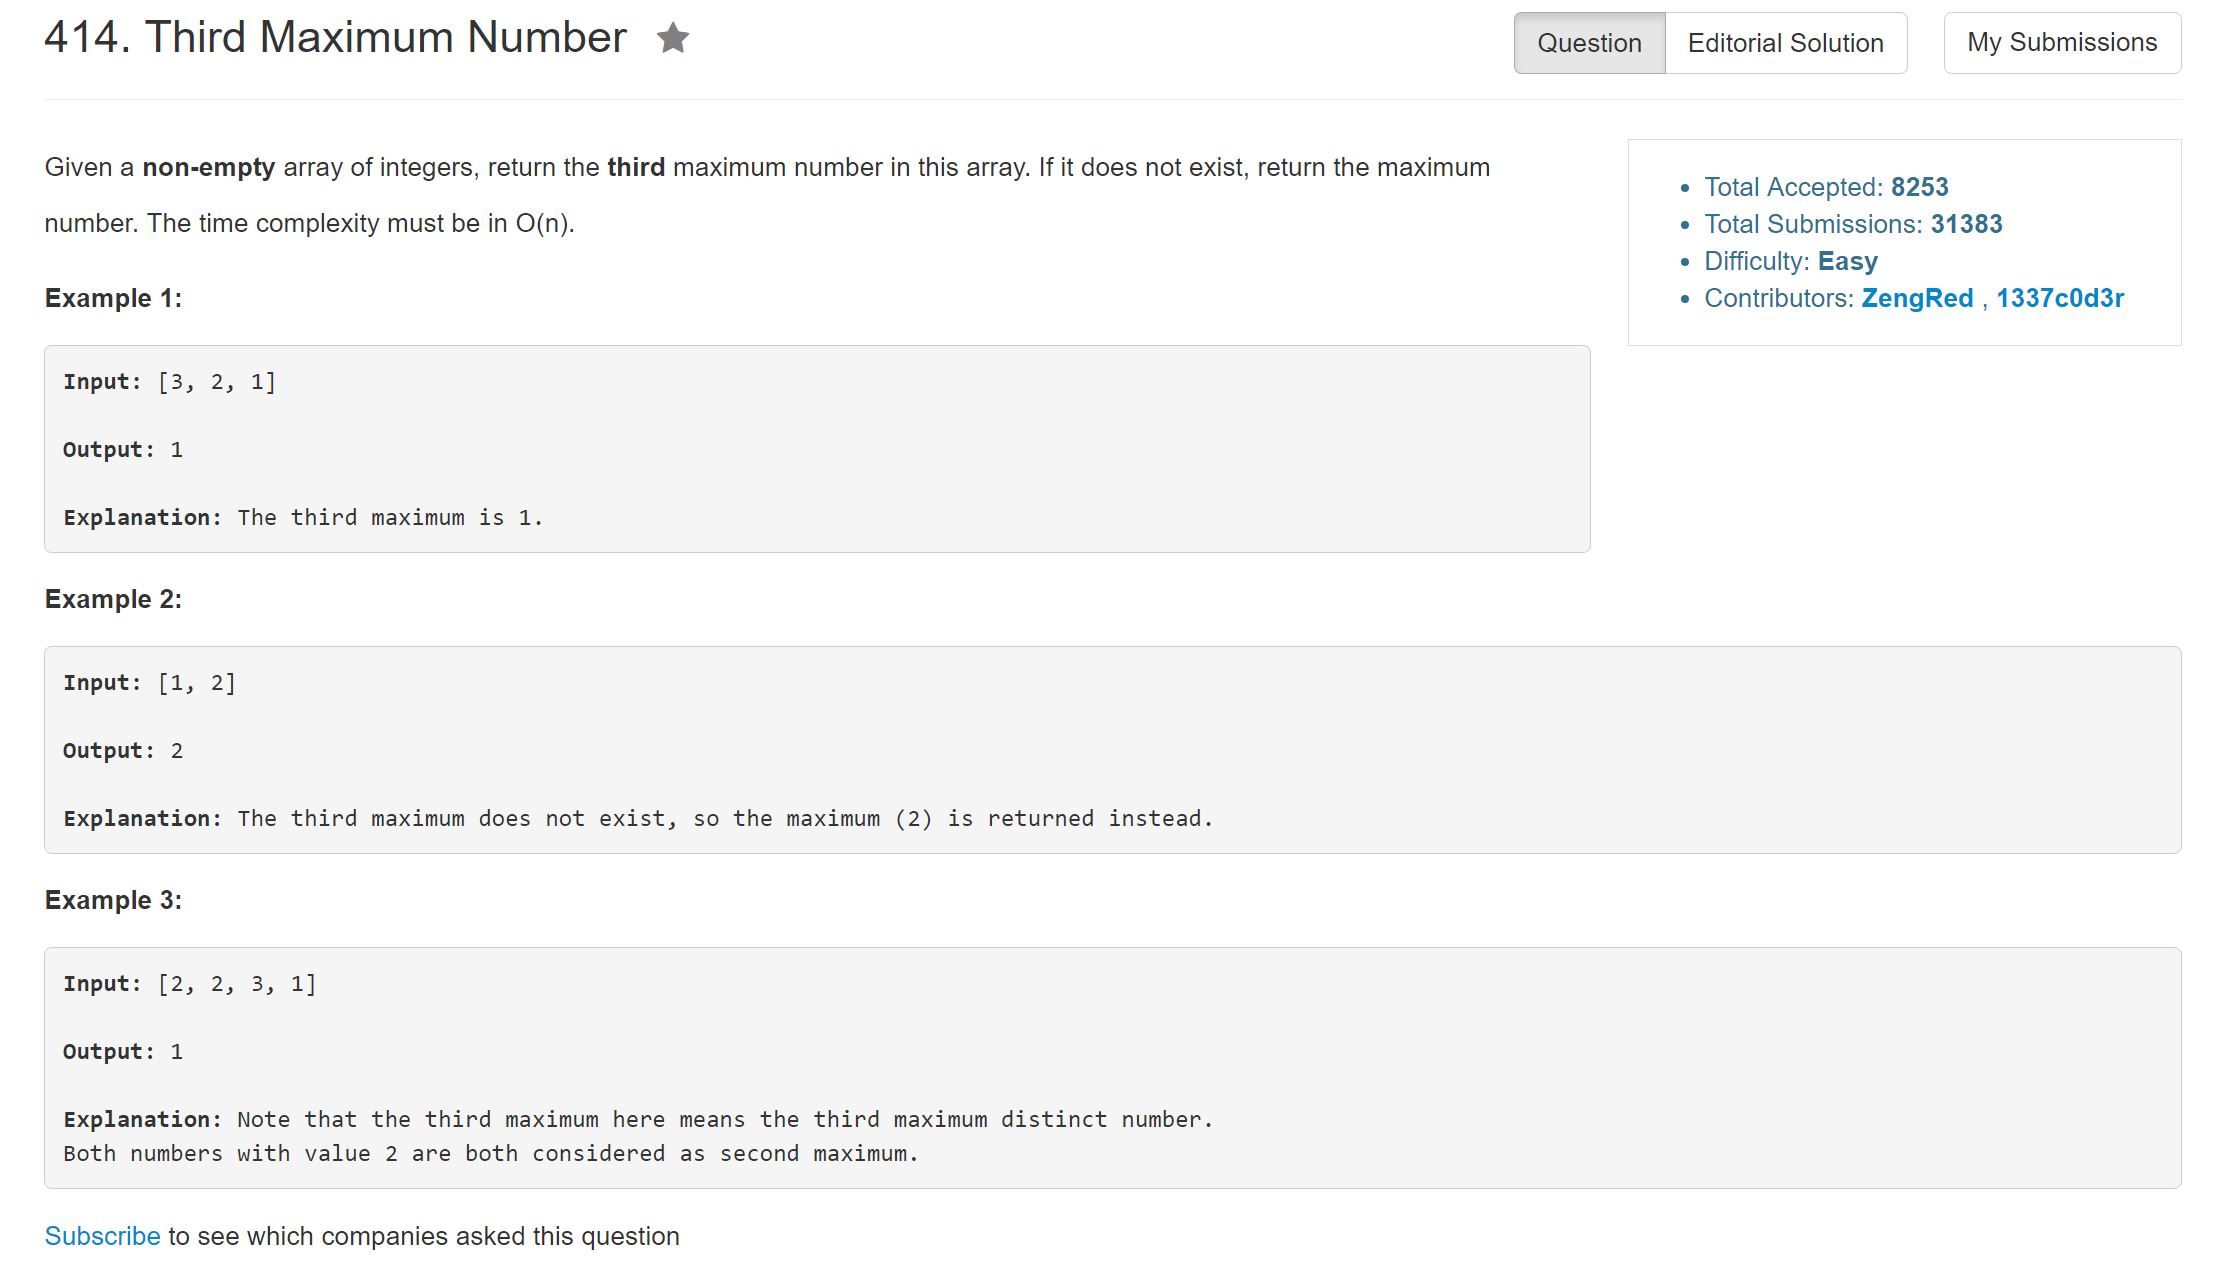 414. Third Maximum Number
Question
Editorial Solution
My Submissions
Given a non-empty array of integers, return the third maximum number in this array. If it does not exist, return the maximum
number. The time complexity must be in O(n).
Total Accepted: 8253
Total Submissions: 31383
Difficulty: Easy
Contributors: ZengRed , 1337c0d3r
Example 1:
Input: [3, 2, 1]
Output: 1
Explanation: The third maximum is 1.
Example 2:
Input: [1, 2]
Output: 2
Explanation: The third maximum does not exist, so the maximum (2) is returned instead.
Example 3:
Input: [2, 2, 3, 1]
Output: 1
Explanation: Note that the third maximum here means the third maximum distinct number.
Both numbers with value 2 are both considered as second maximum.
Subscribe to see which companies asked this question